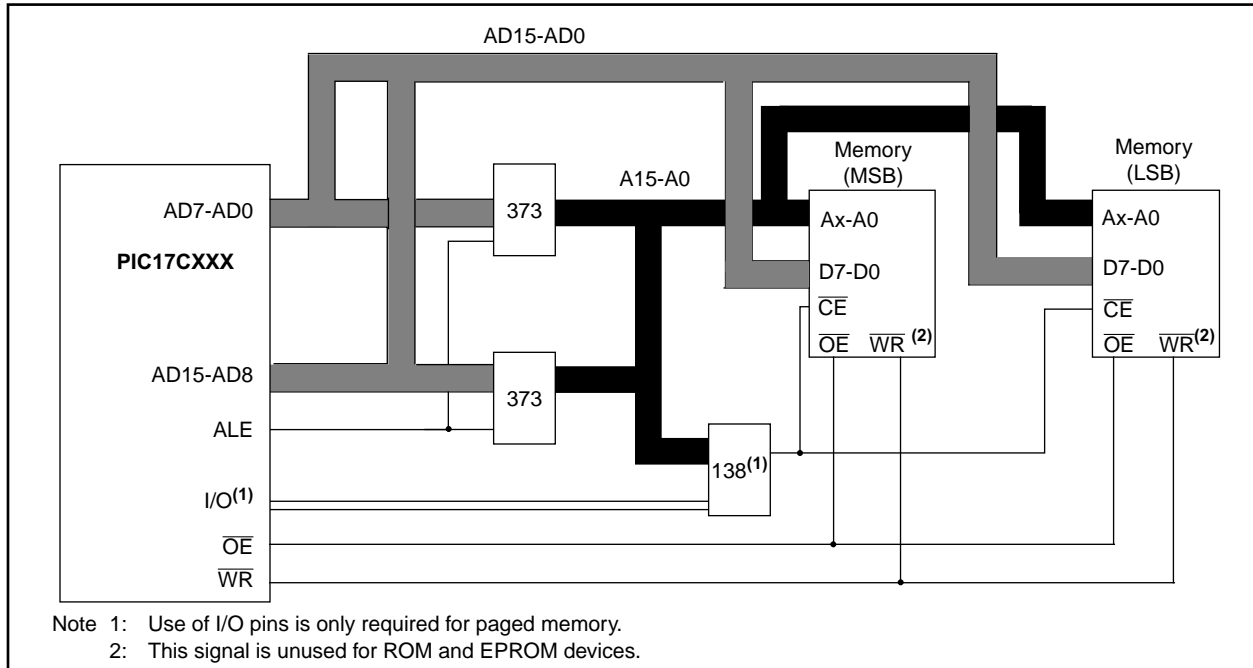 AD15-AD0
Memory
(MSB)
Memory
(LSB)
A15-A0
AD7-AD0
373
Ax-A0
Ax-A0
PIC17CXXX
D7-D0
D7-D0
CE
CE
OE WR (2)
OE WR(2)
AD15-AD8
373
ALE
138(1)
I/O(1)
OE
WR
Note 1: Use of I/O pins is only required for paged memory.
2: This signal is unused for ROM and EPROM devices.